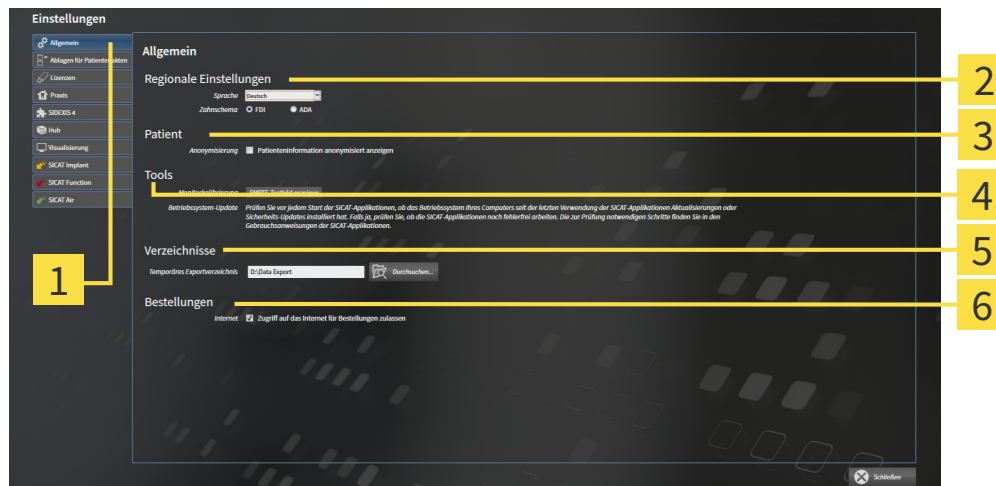 Einstellungen
Allgemein
Ablagen für Patientenakten
Lizenzen
Praxis
SIDEXIS 4
Hub
Visualisierung
SICAT Implant
SICAT Function
SICAT Air
1
Allgemein
Regionale Einstellungen
Sprache Deutsch
Zahnschema FDI ADA
Patient
Anonymisierung Patienteninformation anonymisiert anzeigen
Tools
Monitorkalibrierung SMPTE-Testbild anzeigen
Betriebssystem-Update Prüfen Sie vor jedem Start der SICAT-Applikationen, ob das Betriebssystem Ihres Computers seit der letzten Verwendung der SICAT-Applikationen Aktualisierungen oder
Sicherheits-Updates installiert hat. Falls ja, prüfen Sie, ob die SICAT-Applikationen noch fehlerfrei arbeiten. Die zur Prüfung notwendigen Schritte finden Sie in den
Gebrauchsanweisungen der SICAT-Applikationen.
Verzeichnisse
Temporäres Exportverzeichnis D:\Data Export Durchsuchen...
Bestellungen
Internet Zugriff auf das Internet für Bestellungen zulassen
Schließen
2
3
4
5
6